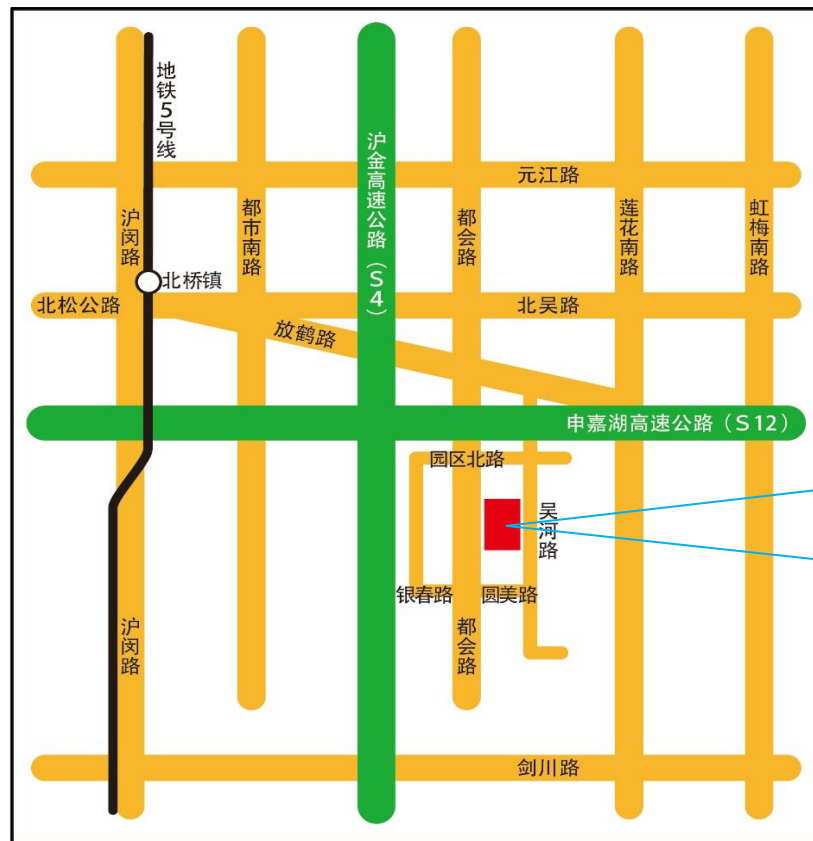 地铁5号线
沪金高速公路（S4）
元江路
沪闵路
都市南路
都会路
莲花南路
虹梅南路
北桥镇
北松公路
北吴路
放鹤路
申嘉湖高速公路（S12）
园区北路
吴河路
银春路
圆美路
沪闵路
都会路
剑川路